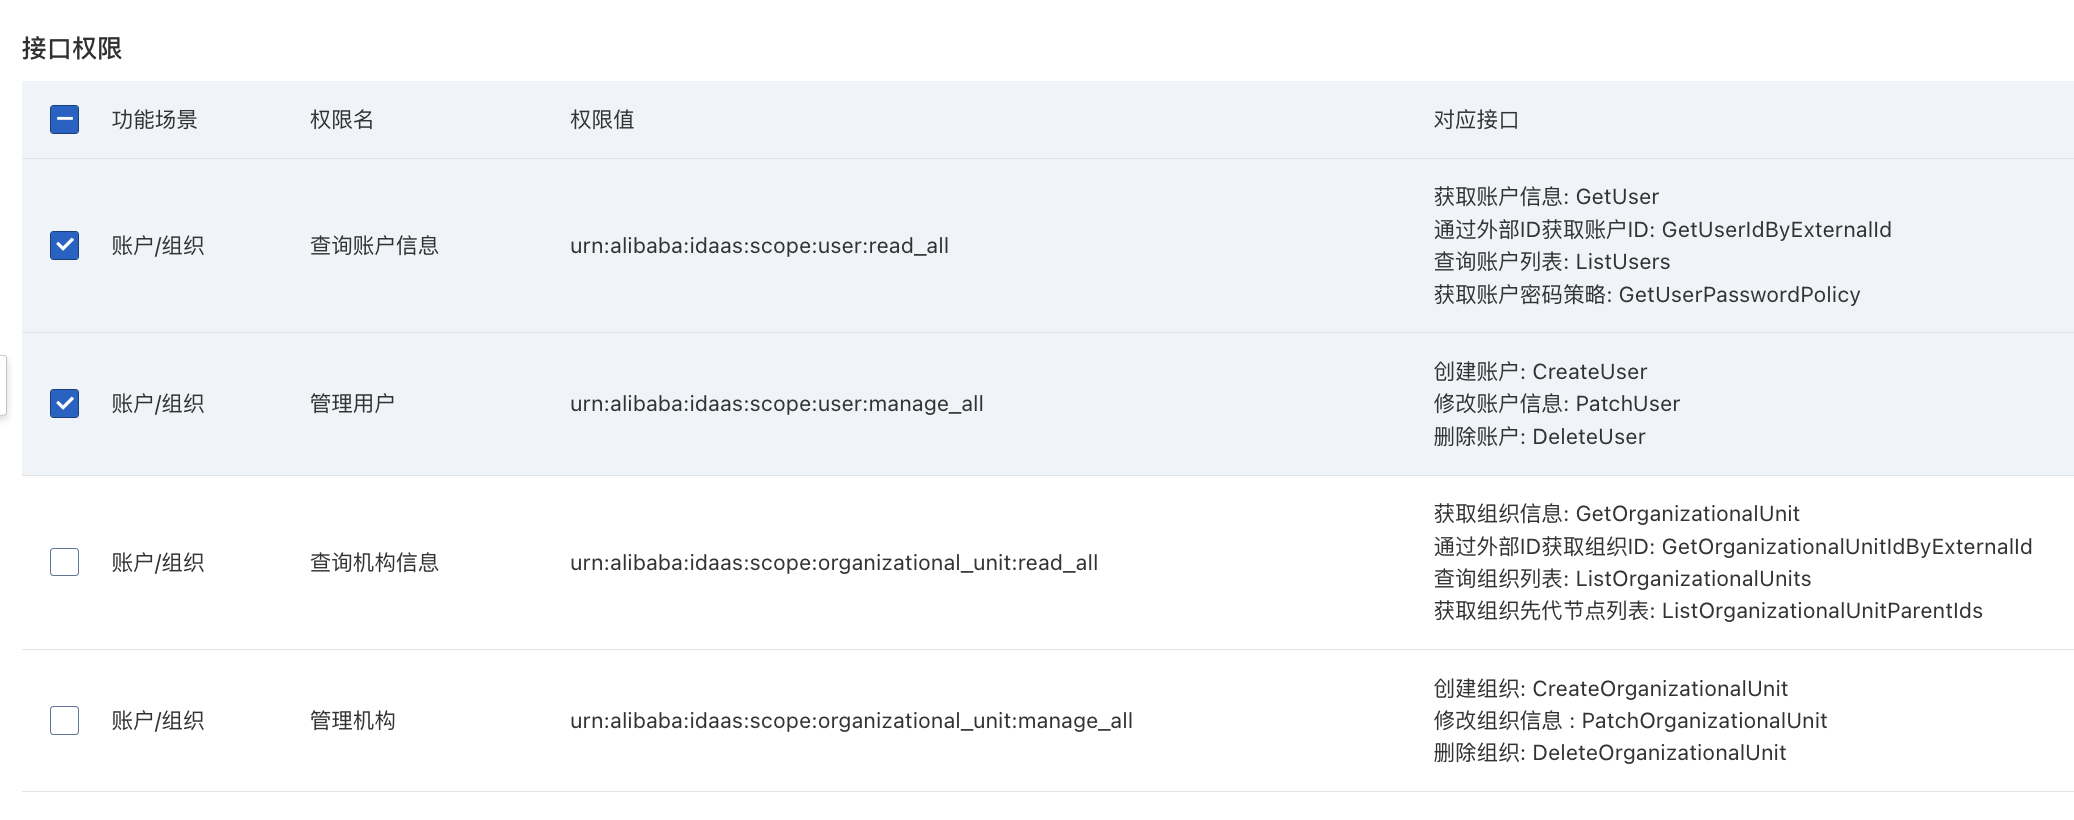 接口权限
功能场景 权限名 权限值 对应接口
账户/组织 查询账户信息 urn:alibaba:idaas:scope:user:read_all
获取账户信息: GetUser
通过外部ID获取账户ID: GetUserIdByExternalId
查询账户列表: ListUsers
获取账户密码策略: GetUserPasswordPolicy
账户/组织 管理用户 urn:alibaba:idaas:scope:user:manage_all
创建账户: CreateUser
修改账户信息: PatchUser
删除账户: DeleteUser
账户/组织 查询机构信息 urn:alibaba:idaas:scope:organizational_unit:read_all
获取组织信息: GetOrganizationalUnit
通过外部ID获取组织ID: GetOrganizationalUnitIdByExternalId
查询组织列表: ListOrganizationalUnits
获取组织先代节点列表: ListOrganizationalUnitParentIds
账户/组织 管理机构 urn:alibaba:idaas:scope:organizational_unit:manage_all
创建组织: CreateOrganizationalUnit
修改组织信息 : PatchOrganizationalUnit
删除组织: DeleteOrganizationalUnit